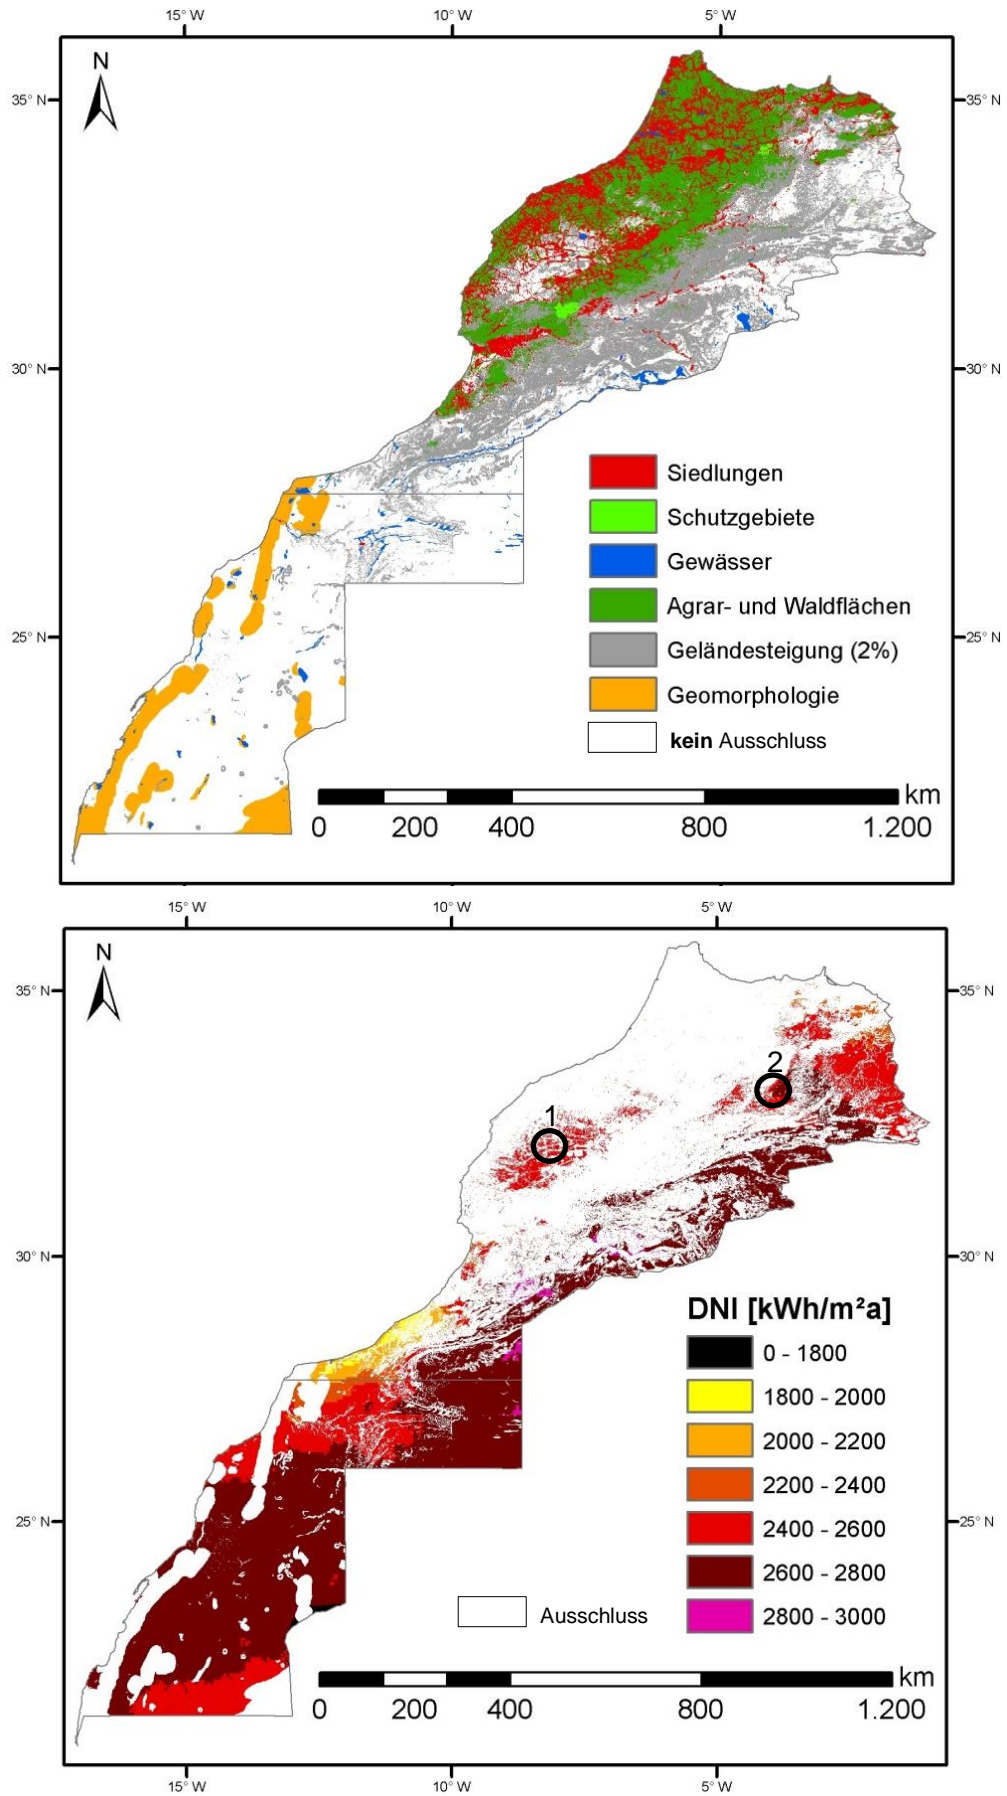 15° W 10° W 5° W
N
35° N 35° N
30° N 30° N
Siedlungen
Schutzgebiete
Gewässer
Agrar- und Waldflächen
25° N 25° N
Geländesteigung (2%)
Geomorphologie
kein Ausschluss
km
0 200 400 800 1.200
15° W 10° W 5° W
N
35° N 35° N
2
1
30° N 30° N
DNI [kWh/m²a]
0 - 1800
1800 - 2000
2000 - 2200
2200 - 2400
25° N 25° N
2400 - 2600
2600 - 2800
2800 - 3000
Ausschluss
km
0 200 400 800 1.200
15° W 10° W 5° W